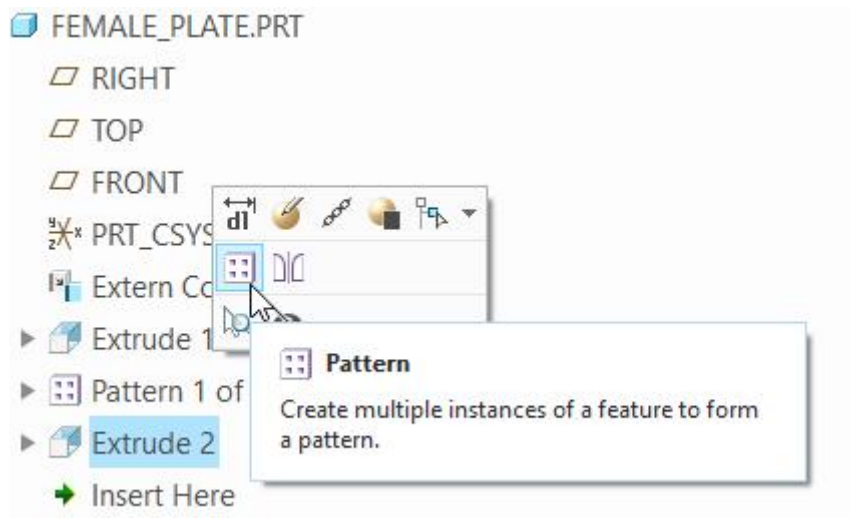 FEMALE_PLATE.PRT
RIGHT
TOP
FRONT
PRT_CSYS
Extern Co
Extrude 1
Pattern 1 of
Extrude 2
Insert Here
Pattern
Create multiple instances of a feature to form
a pattern.